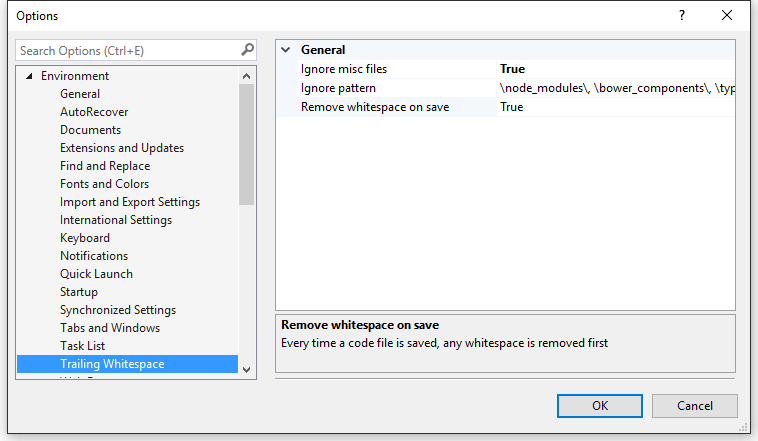 Options
?
Search Options (Ctrl+E)
Environment
General
AutoRecover
Documents
Extensions and Updates
Find and Replace
Fonts and Colors
Import and Export Settings
International Settings
Keyboard
Notifications
Quick Launch
Startup
Synchronized Settings
Tabs and Windows
Task List
Trailing Whitespace
General
Ignore misc files True
Ignore pattern \node_modules\, \bower_components\, \typ
Remove whitespace on save True
Remove whitespace on save
Every time a code file is saved, any whitespace is removed first
OK Cancel